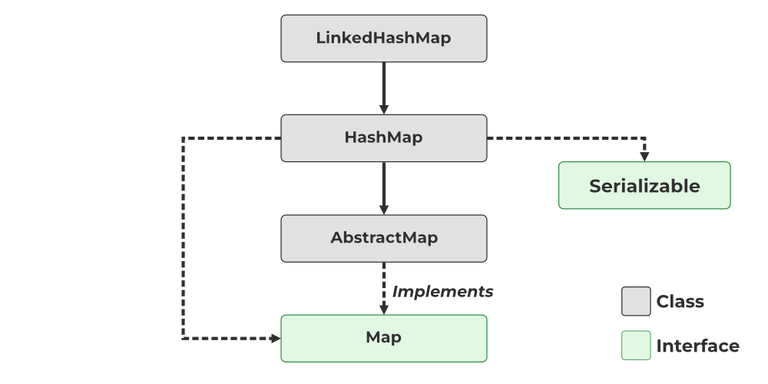 LinkedHashMap
HashMap
Serializable
AbstractMap
Implements
Class
Map
Interface